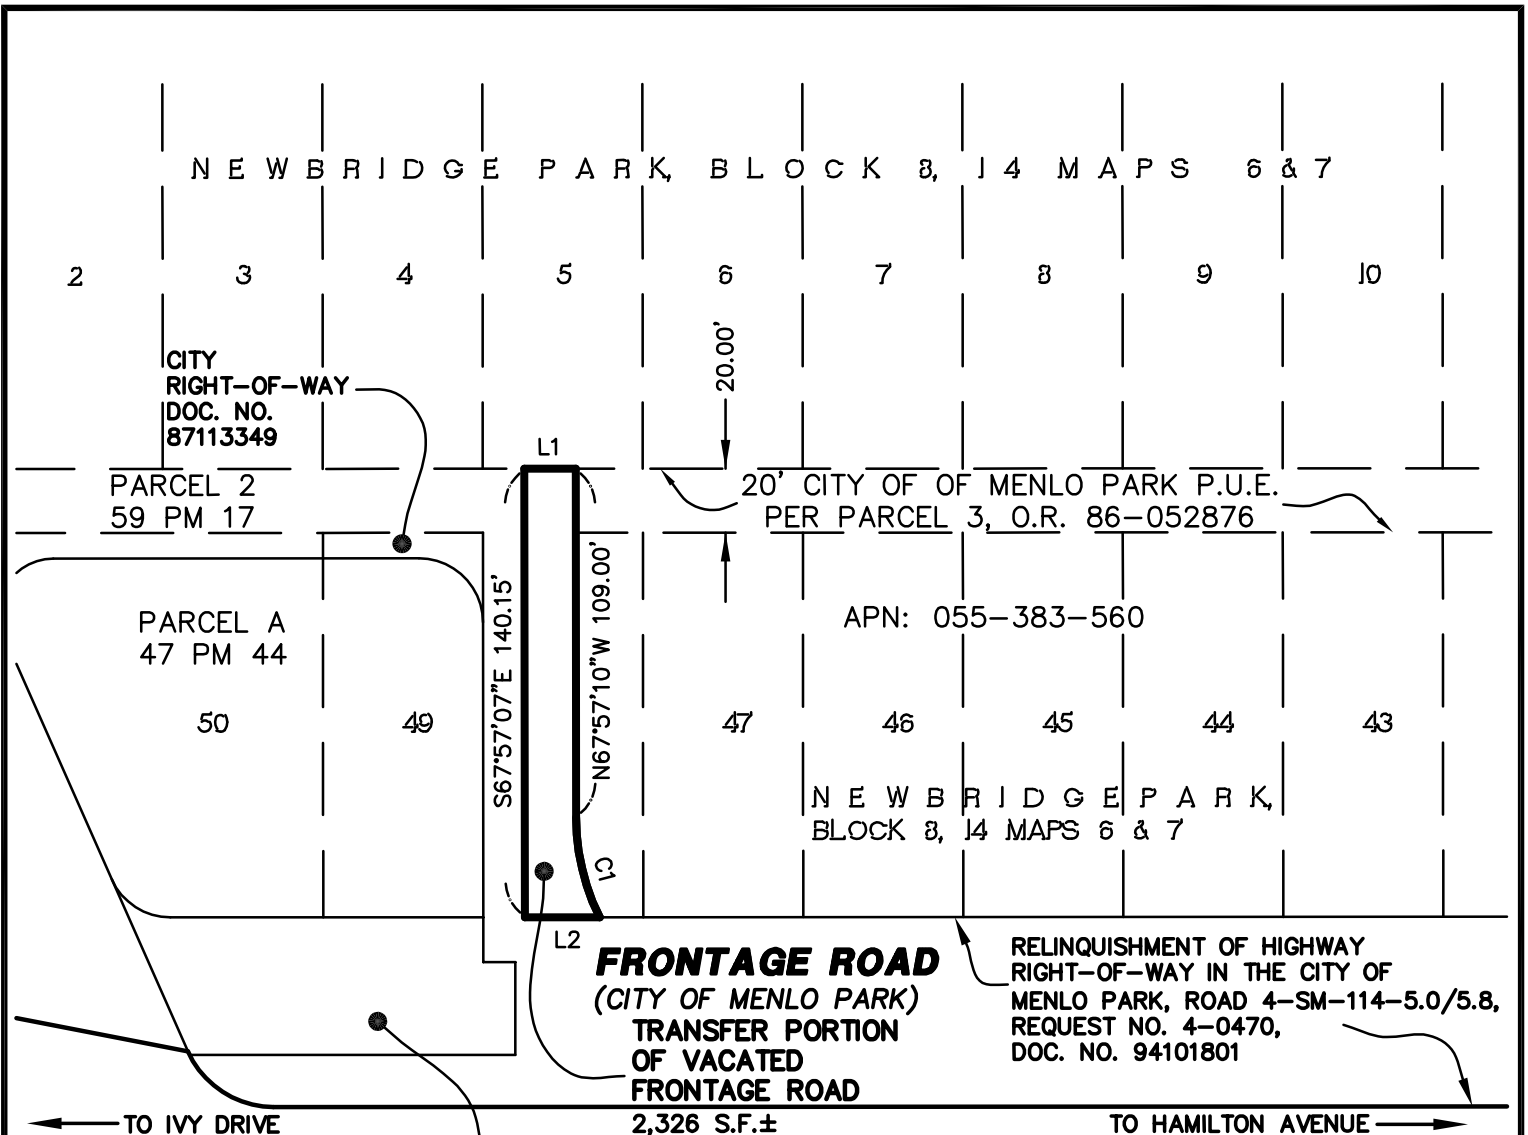 NEWBRIDGE PARK, BLOCK 8, 14 MAPS 6 & 7
2 3 4 5 6 7 8 9 10
20.00'
CITY
RIGHT-OF-WAY
DOC. NO.
87113349
L1
PARCEL 2
59 PM 17
20' CITY OF OF MENLO PARK P.U.E.
PER PARCEL 3, O.R. 86-052876
S67°57'07"E 140.15'
N67°57'10"W 109.00'
PARCEL A
47 PM 44
APN: 055-383-560
50 49 47 46 45 44 43
NEWBRIDGE PARK,
BLOCK 8, 14 MAPS 6 & 7
C1
L2
FRONTAGE ROAD
(CITY OF MENLO PARK)
TRANSFER PORTION
OF VACATED
FRONTAGE ROAD
2,326 S.F.±
RELINQUISHMENT OF HIGHWAY
RIGHT-OF-WAY IN THE CITY OF
MENLO PARK, ROAD 4-SM-114-5.0/5.8,
REQUEST NO. 4-0470,
DOC. NO. 94101801
TO IVY DRIVE
TO HAMILTON AVENUE